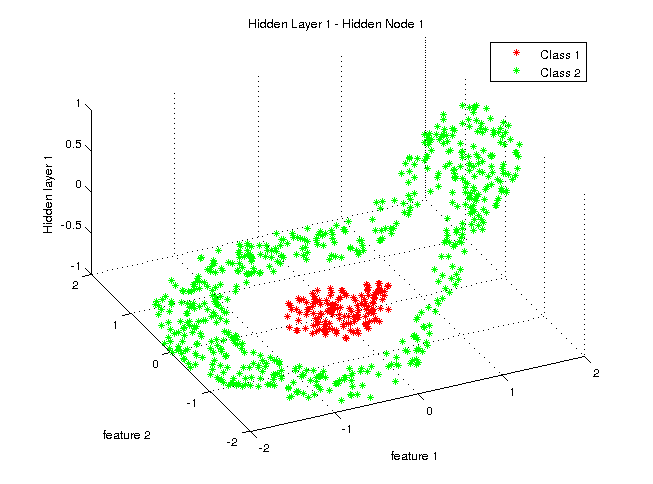 Hidden Layer 1 - Hidden Node 1
Class 1
Class 2
1
0.5
0
-0.5
-1
Hidden layer 1
2
1
0
-1
-2
feature 2
-2
-1
0
1
2
feature 1